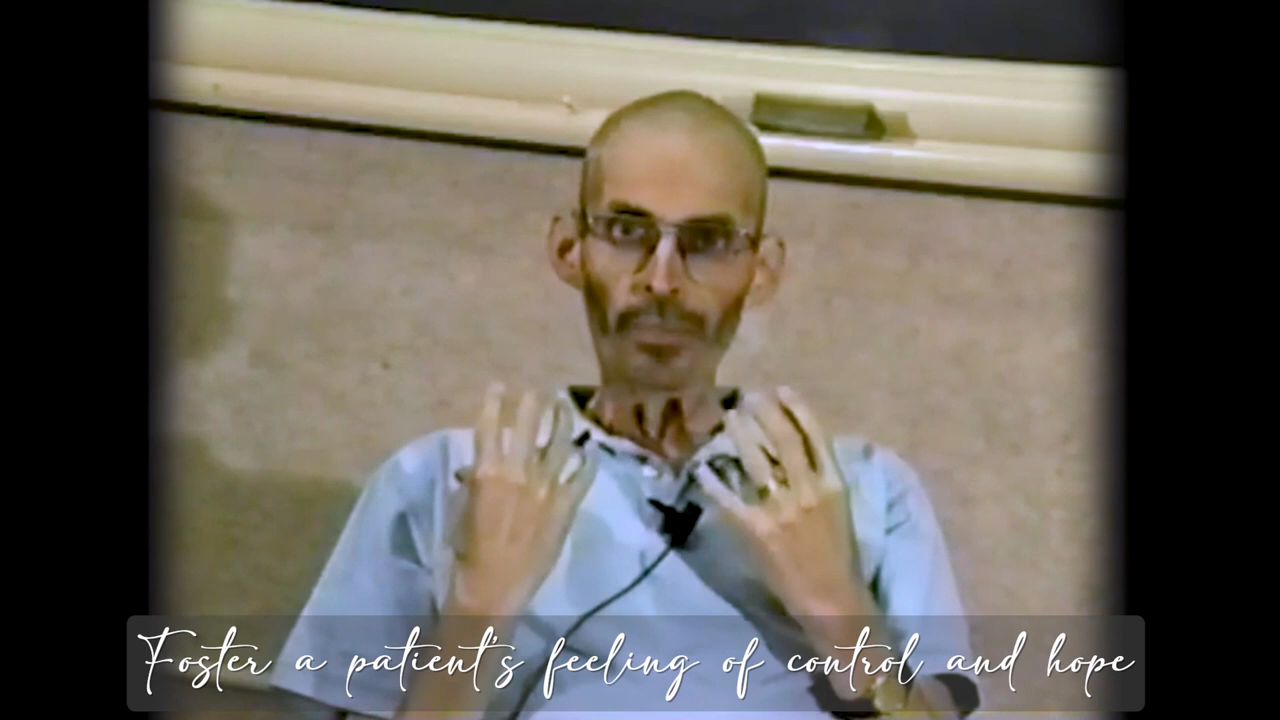 Foster a patient's feeling of control and hope